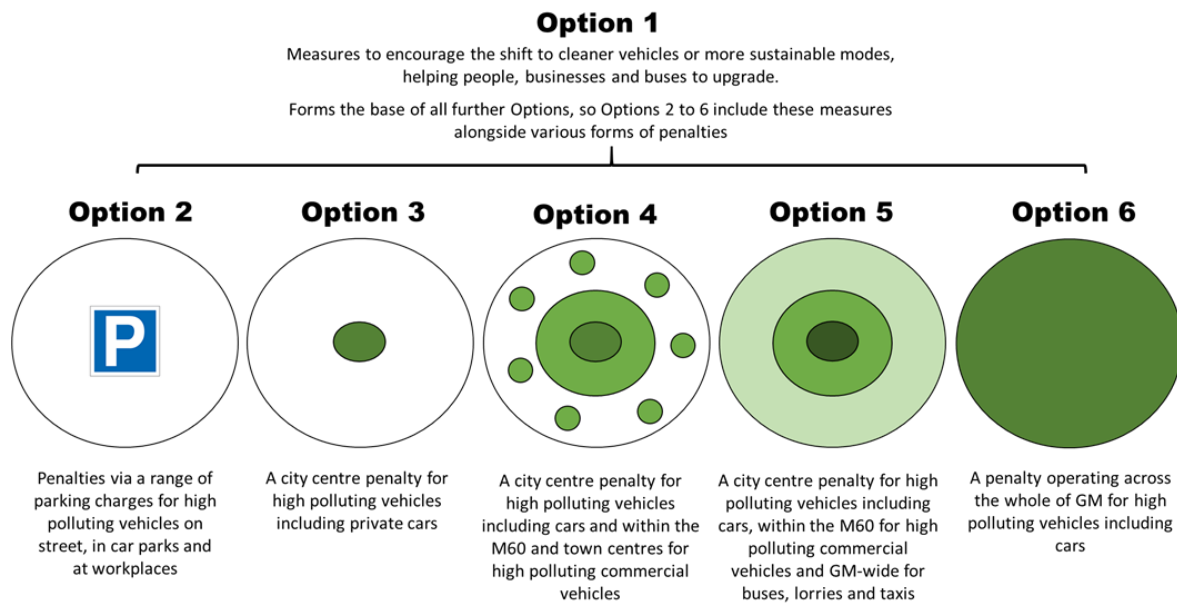 Option 1
Measures to encourage the shift to cleaner vehicles or more sustainable modes,
helping people, businesses and buses to upgrade.
Forms the base of all further Options, so Options 2 to 6 include these measures
alongside various forms of penalties
Option 2
P
Penalties via a range of
parking charges for high
polluting vehicles on
street, in car parks and
at workplaces
Option 3
A city centre penalty for
high polluting vehicles
including private cars
Option 4
A city centre penalty for
high polluting vehicles
including cars and within the
M60 and town centres for
high polluting commercial
vehicles
Option 5
A city centre penalty for high
polluting vehicles including
cars, within the M60 for high
polluting commercial
vehicles and GM-wide for
buses, lorries and taxis
Option 6
A penalty operating across
the whole of GM for high
polluting vehicles including
cars